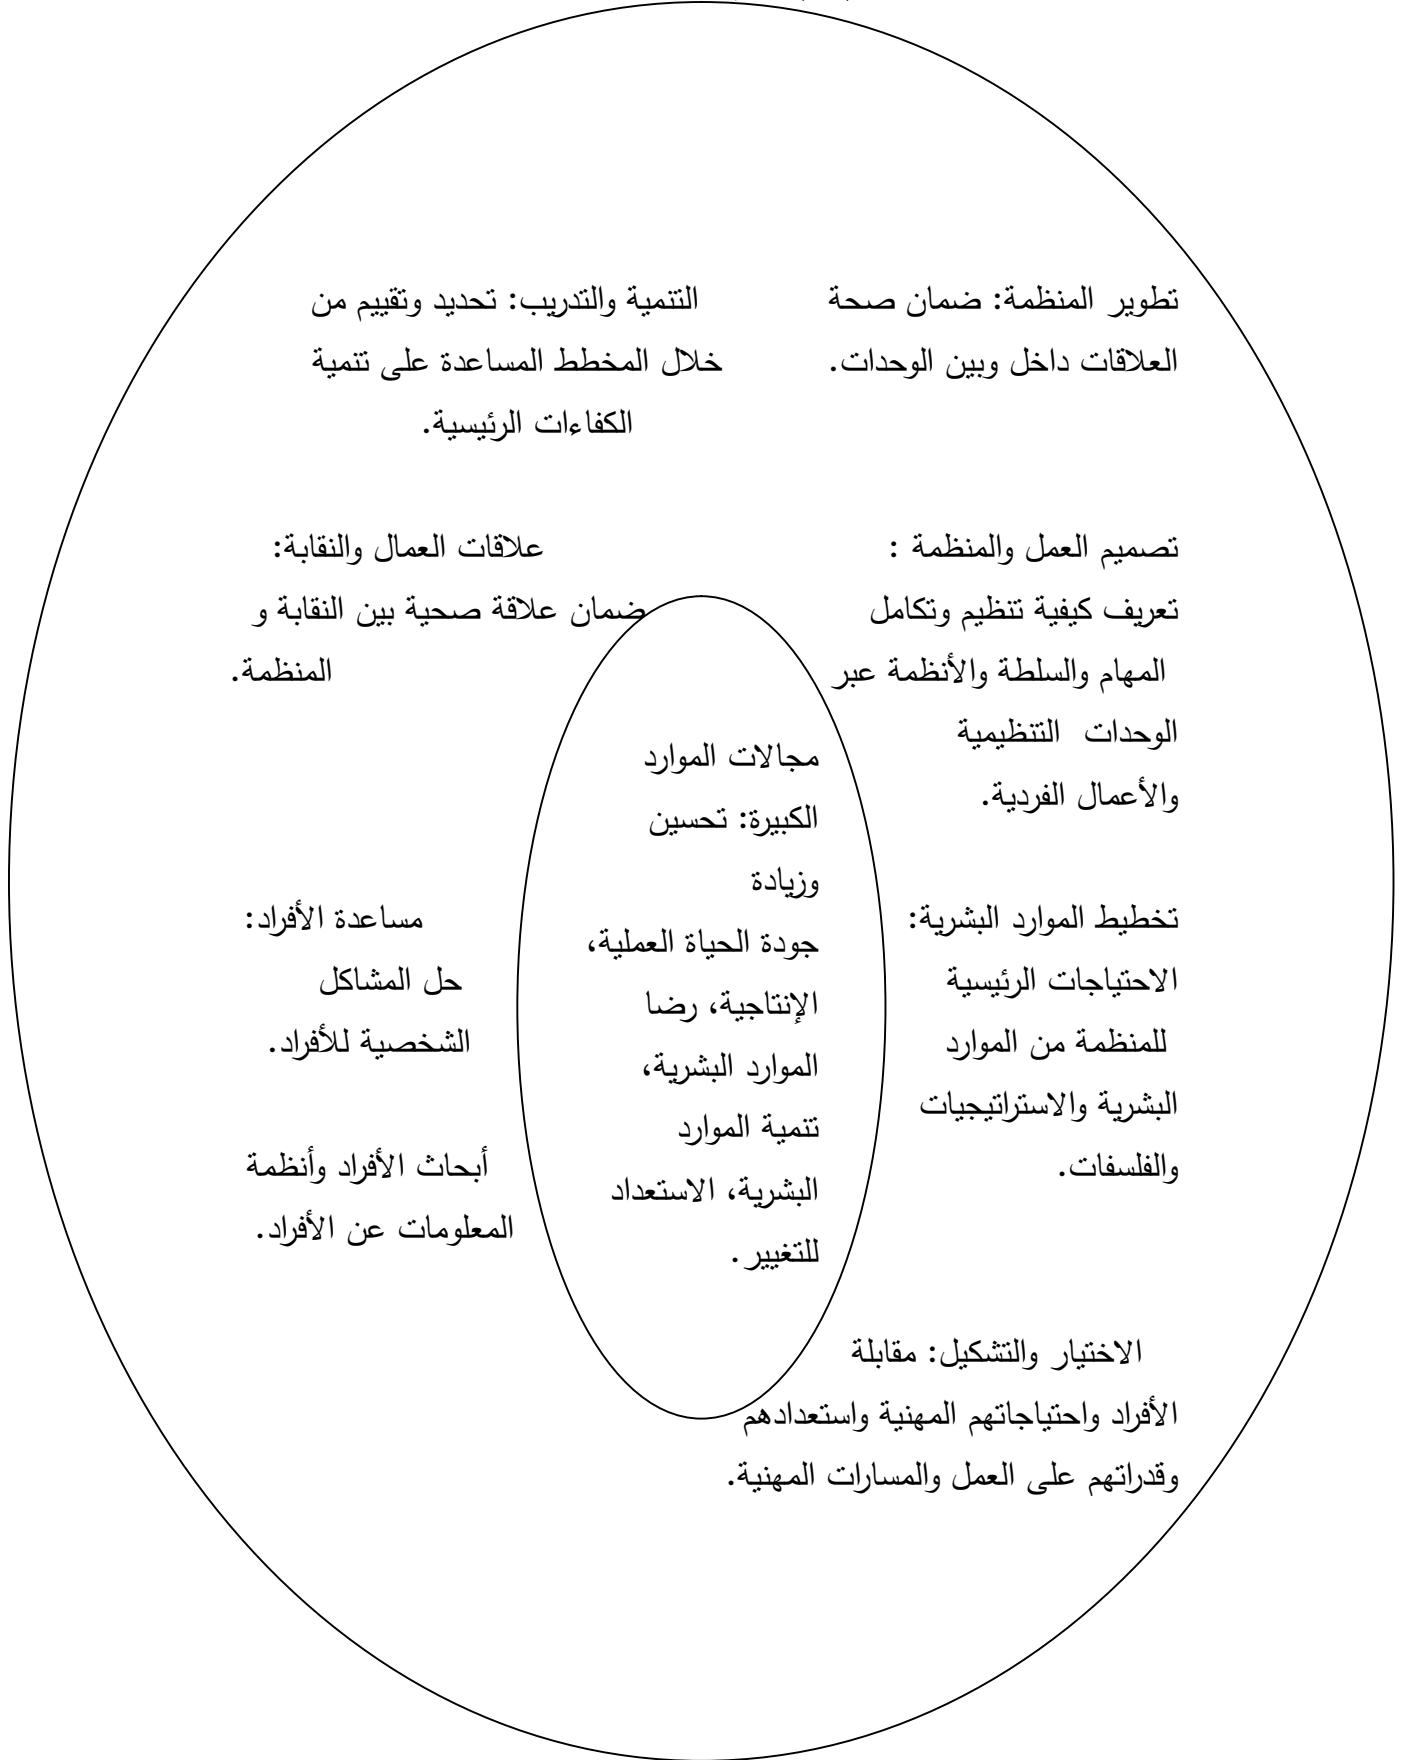 تطوير المنظمة: ضمان صحة
العلاقات داخل وبين الوحدات.
التنمية والتدريب: تحديد وتقييم من
خلال المخطط المساعدة على تنمية
الكفاءات الرئيسية.
تصميم العمل والمنظمة :
تعريف كيفية تنظيم وتكامل
المهام والسلطة والأنظمة عبر
الوحدات التنظيمية
والأعمال الفردية.
علاقات العمال والنقابة:
ضمان علاقة صحية بين النقابة و
المنظمة.
مجالات الموارد
الكبيرة: تحسين
وزيادة
جودة الحياة العملية،
الإنتاجية، رضا
الموارد البشرية،
تنمية الموارد
البشرية، الاستعداد
للتغيير.
تخطيط الموارد البشرية:
الاحتياجات الرئيسية
للمنظمة من الموارد
البشرية والاستراتيجيات
والفلسفات.
مساعدة الأفراد:
حل المشاكل
الشخصية للأفراد.
أبحاث الأفراد وأنظمة
المعلومات عن الأفراد.
الاختيار والتشكيل: مقابلة
الأفراد واحتياجاتهم المهنية واستعدادهم
وقدراتهم على العمل والمسارات المهنية.